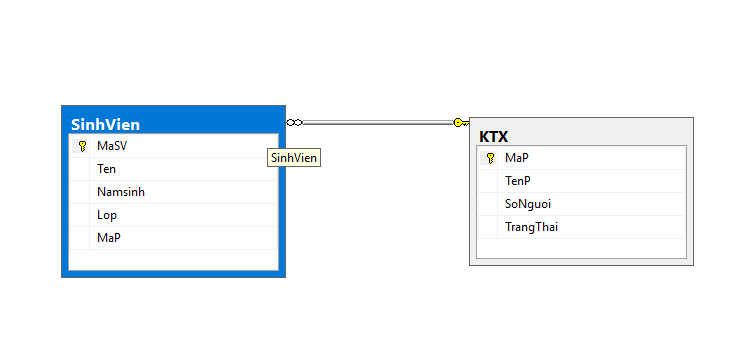 SinhVien
MaSV
Ten
Namsinh
Lop
MaP
SinhVien
KTX
MaP
TenP
SoNguoi
TrangThai